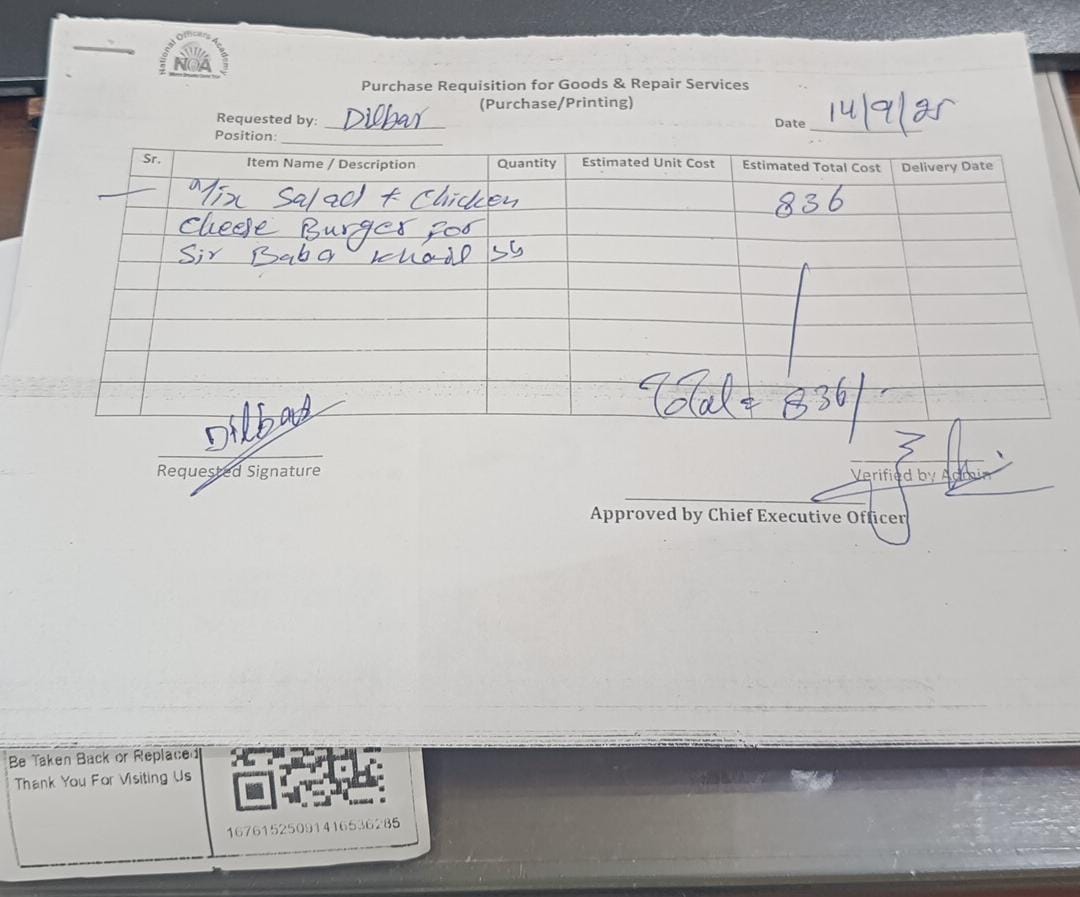 National Officers Academy
NOA
Purchase Requisition for Goods & Repair Services
(Purchase/Printing)
Requested by: Dilbar
Date 14/9/25
Position:
Sr. Item Name / Description Quantity Estimated Unit Cost Estimated Total Cost Delivery Date
Mix Salad + Chicken 836
Cheese Burger For
Sir Baba
Total = 836/-
Dilbar
Requested Signature
Verified by Admin
Approved by Chief Executive Officer
Be Taken Back or Replaced
Thank You For Visiting Us